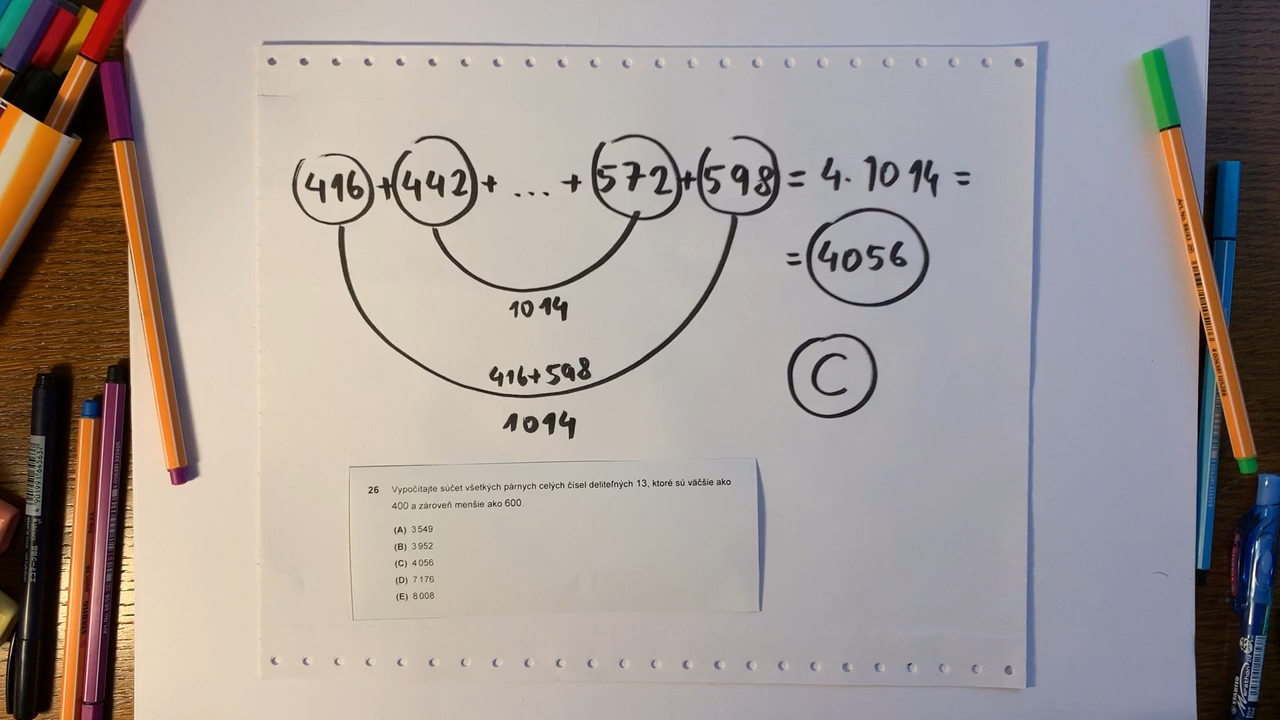 416 + 442 + ... + 572 + 598 = 4. 1014 =
= 4056
1014
416+598
1014
C
26 Vypočítajte súčet všetkých párnych celých čísel deliteľných 13, ktoré sú väčšie ako
400 a zároveň menšie ako 600.
(A) 3 549
(B) 3 952
(C) 4 056
(D) 7 176
(E) 8 008